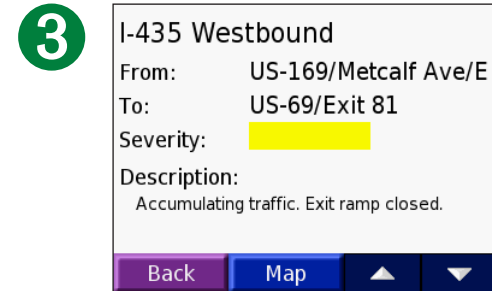 3
I-435 Westbound
From: US-169/Metcalf Ave/E
To: US-69/Exit 81
Severity:
Description:
Accumulating traffic. Exit ramp closed.
Back Map